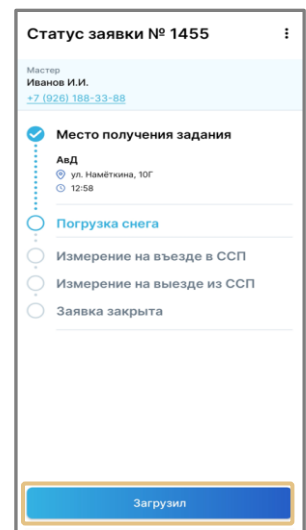 Статус заявки № 1455
Мастер
Иванов И.И.
+7 (926) 188-33-88
Место получения задания
АвД
ул. Намёткина, 10Г
12:58
Погрузка снега
Измерение на въезде в ССП
Измерение на выезде из ССП
Заявка закрыта
Загрузил